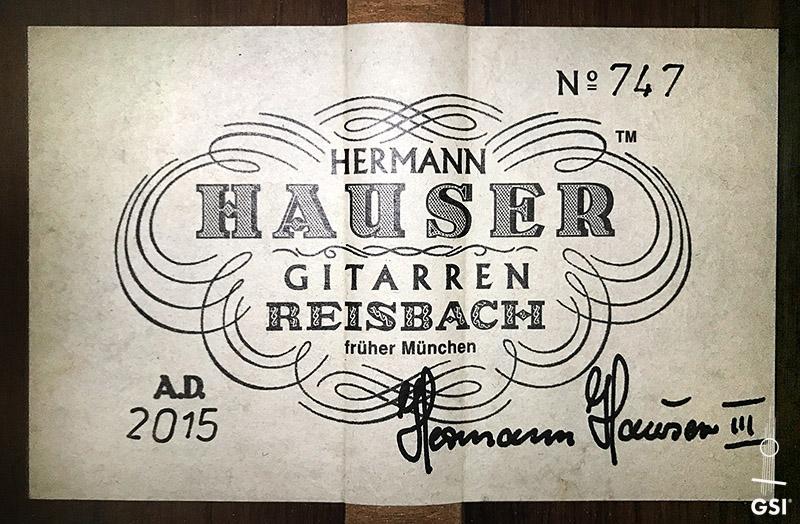 Nº 747
TM
HERMANN
HAUSER
GITARREN
REISBACH
früher München
A.D.
2015
Hermann Hauser III
GSI